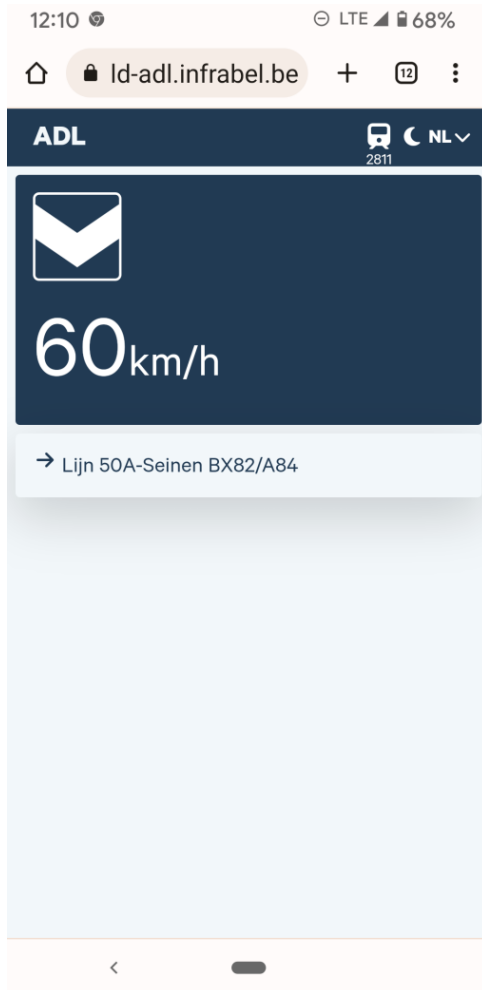 12:10 LTE 68%
ld-adl.infrabel.be 12
ADL NL
2811
60km/h
Lijn 50A-Seinen BX82/A84